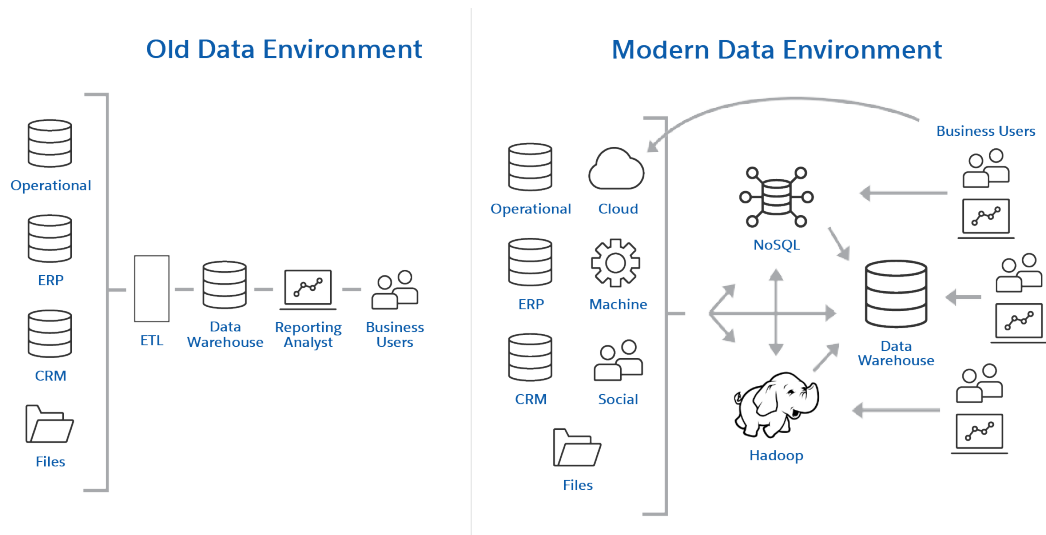 Old Data Environment
Operational
ERP
CRM
Files
ETL
Data
Warehouse
Reporting
Analyst
Business
Users
Modern Data Environment
Operational
Cloud
ERP
Machine
CRM
Social
Files
NoSQL
Hadoop
Data
Warehouse
Business Users